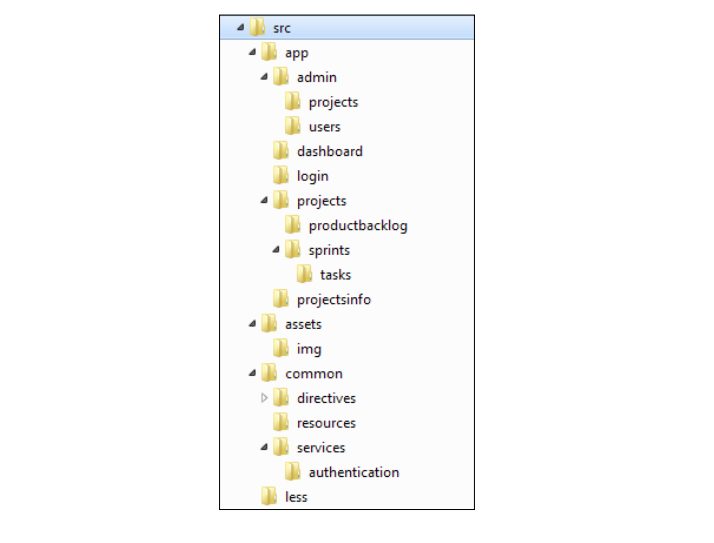 src
app
admin
projects
users
dashboard
login
projects
productbacklog
sprints
tasks
projectsinfo
assets
img
common
directives
resources
services
authentication
less